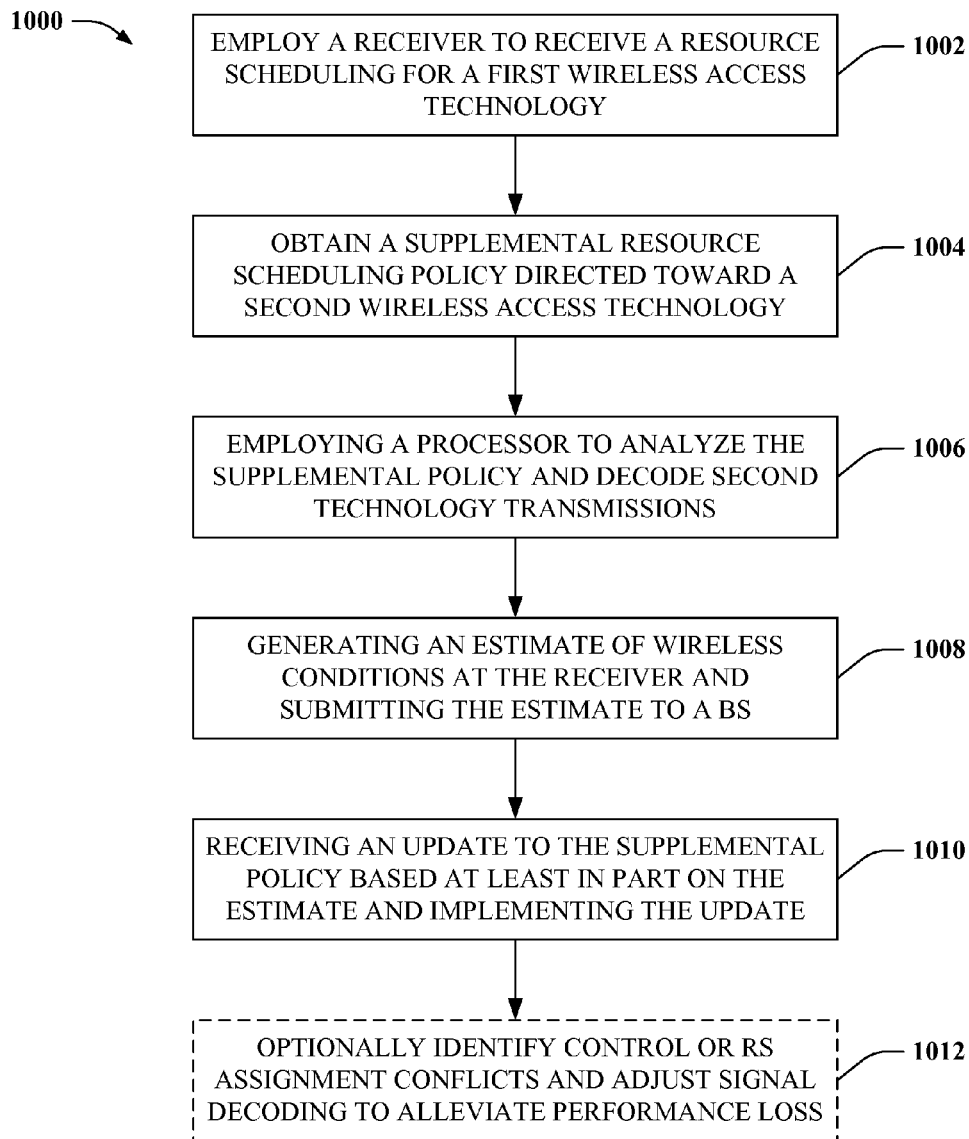 1000
EMPLOY A RECEIVER TO RECEIVE A RESOURCE
SCHEDULING FOR A FIRST WIRELESS ACCESS
TECHNOLOGY
1002
OBTAIN A SUPPLEMENTAL RESOURCE
SCHEDULING POLICY DIRECTED TOWARD A
SECOND WIRELESS ACCESS TECHNOLOGY
1004
EMPLOYING A PROCESSOR TO ANALYZE THE
SUPPLEMENTAL POLICY AND DECODE SECOND
TECHNOLOGY TRANSMISSIONS
1006
GENERATING AN ESTIMATE OF WIRELESS
CONDITIONS AT THE RECEIVER AND
SUBMITTING THE ESTIMATE TO A BS
1008
RECEIVING AN UPDATE TO THE SUPPLEMENTAL
POLICY BASED AT LEAST IN PART ON THE
ESTIMATE AND IMPLEMENTING THE UPDATE
1010
OPTIONALLY IDENTIFY CONTROL OR RS
ASSIGNMENT CONFLICTS AND ADJUST SIGNAL
DECODING TO ALLEVIATE PERFORMANCE LOSS
1012